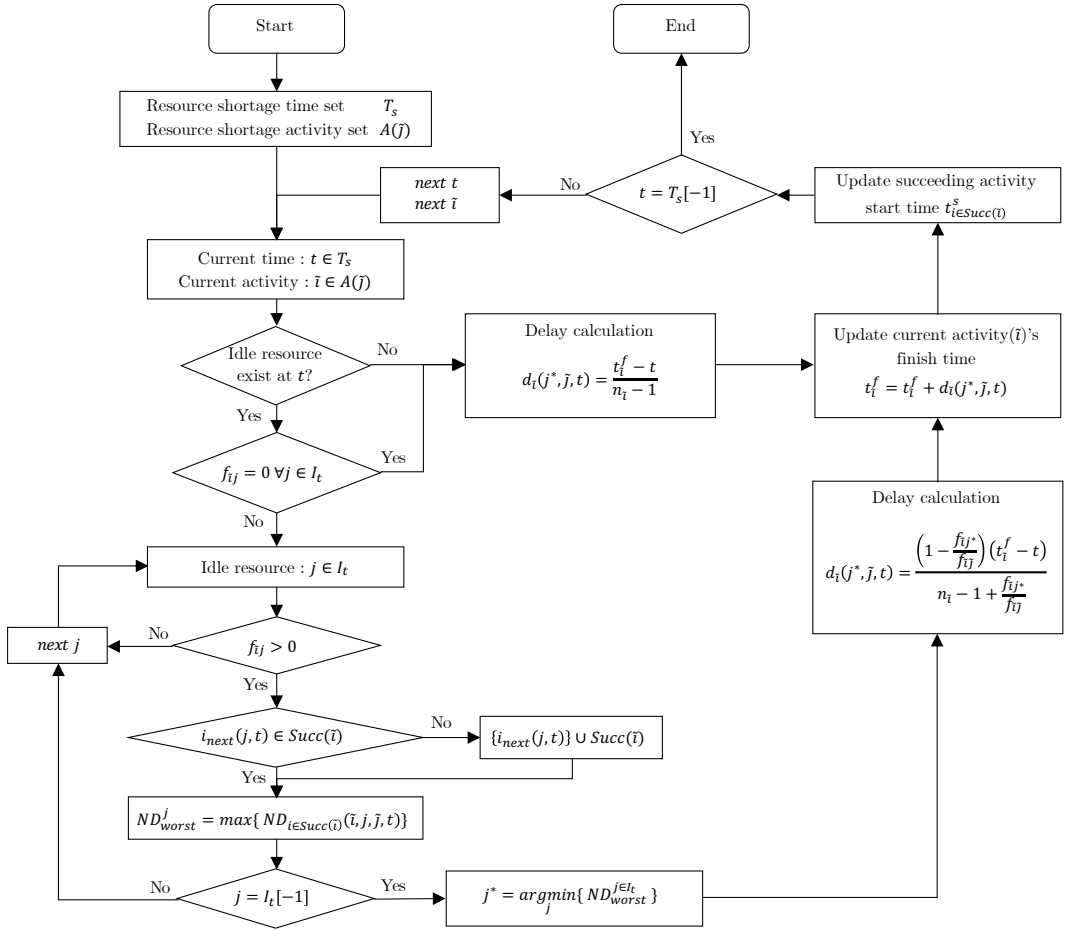 Start
End
Resource shortage time set T_s
Resource shortage activity set A(j̃)
Yes
next t
next ĩ
No
t = T_s[-1]
Update succeeding activity
start time t^s_{i∈Succ(ĩ)}
Current time : t ∈ T_s
Current activity : ĩ ∈ A(j̃)
Idle resource
exist at t?
No
Delay calculation
d_ĩ(j*, j̃, t) = (t_ĩ^f − t) / (n_ĩ − 1)
Update current activity(ĩ)'s
finish time
t_ĩ^f = t_ĩ^f + d_ĩ(j*, j̃, t)
Yes
f_ĩj = 0 ∀j ∈ I_t
Yes
No
Delay calculation
d_ĩ(j*, j̃, t) = ((1 − f_ĩj*/f_ĩj̃)(t_ĩ^f − t)) / (n_ĩ − 1 + f_ĩj*/f_ĩj̃)
Idle resource : j ∈ I_t
next j
No
f_ĩj > 0
Yes
i_next(j, t) ∈ Succ(ĩ)
No
{i_next(j, t)} ∪ Succ(ĩ)
Yes
ND^j_worst = max{ ND_{i∈Succ(ĩ)}(ĩ, j, j̃, t)}
No
j = I_t[−1]
Yes
j* = argmin_j{ ND^{j∈I_t}_worst }